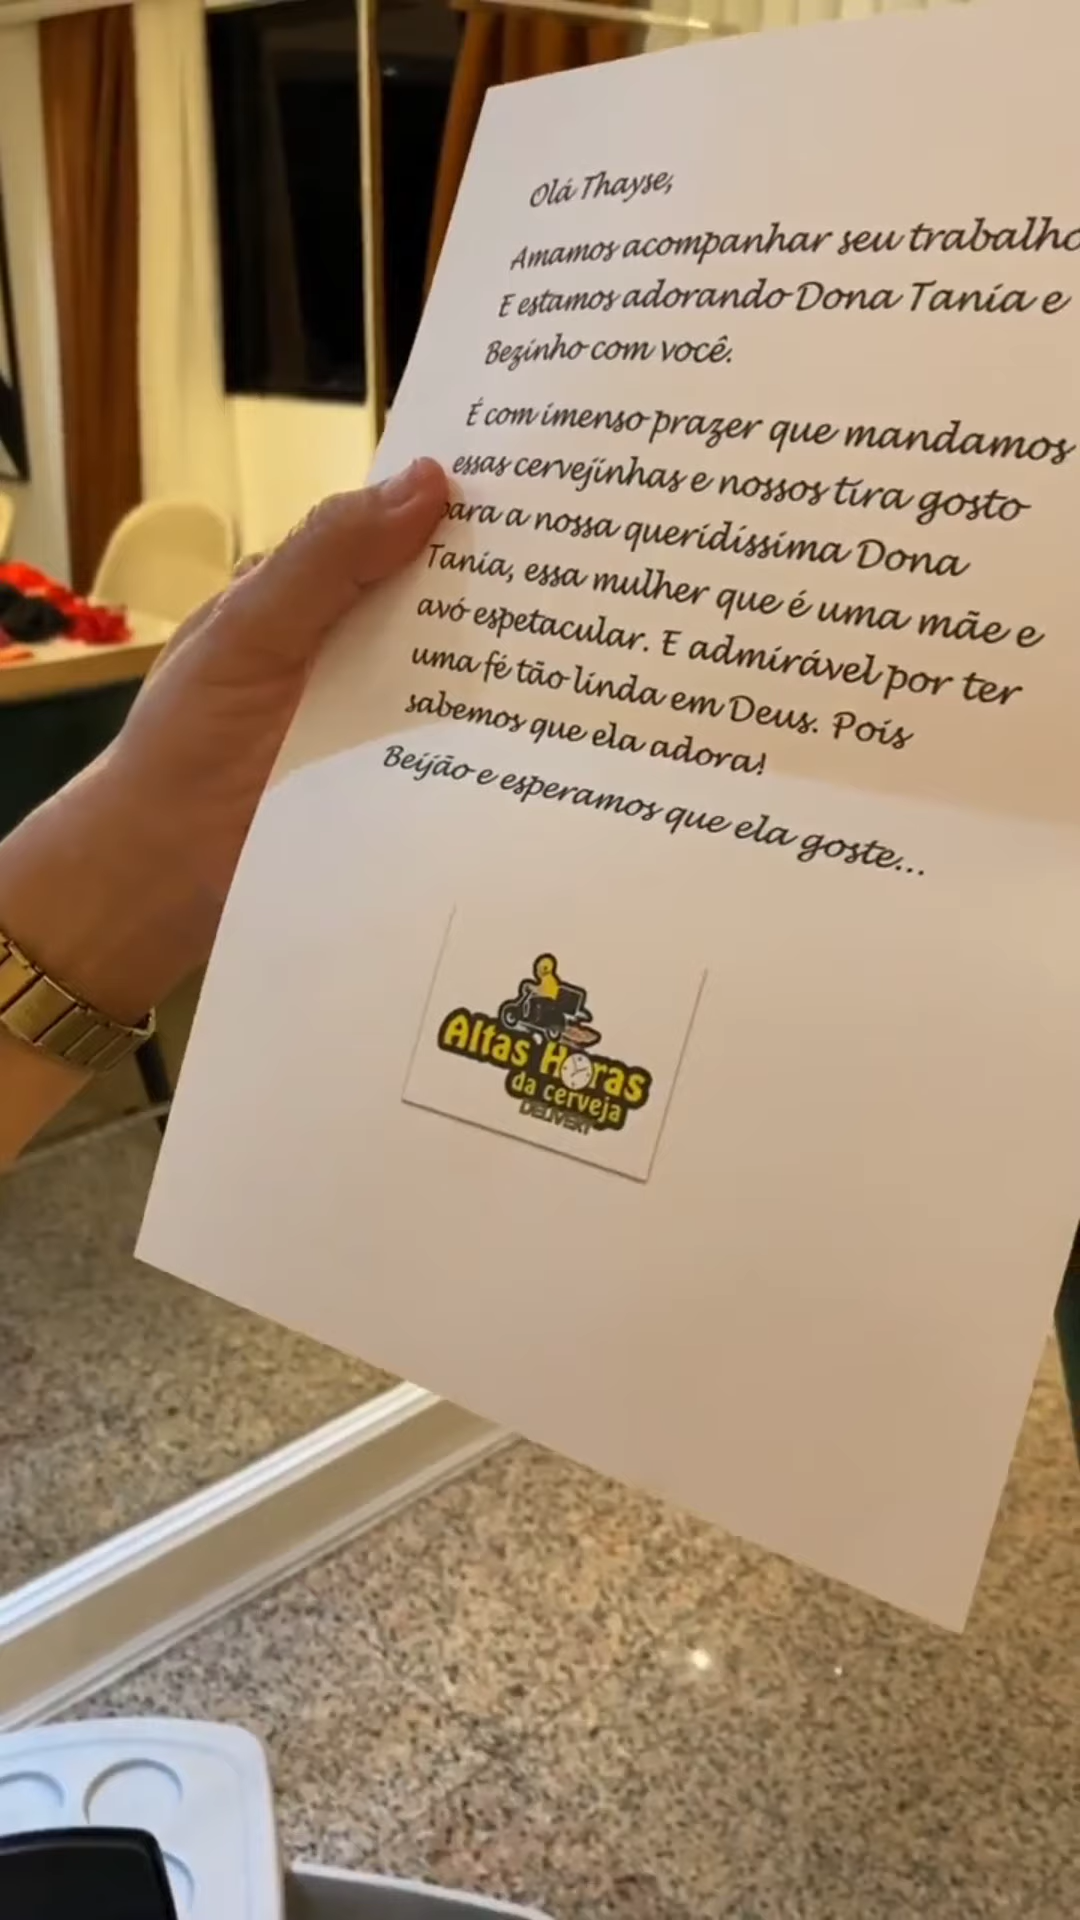 Olá Thayse,
Amamos acompanhar seu trabalho
E estamos adorando Dona Tania e
Bezinho com você.
É com imenso prazer que mandamos
essas cervejinhas e nossos tira gosto
para a nossa queridissima Dona
Tania, essa mulher que é uma mãe e
avó espetacular. E admirável por ter
uma fé tão linda em Deus. Pois
sabemos que ela adora!
Beijão e esperamos que ela goste...
Altas Horas
da cerveja
DELIVERY